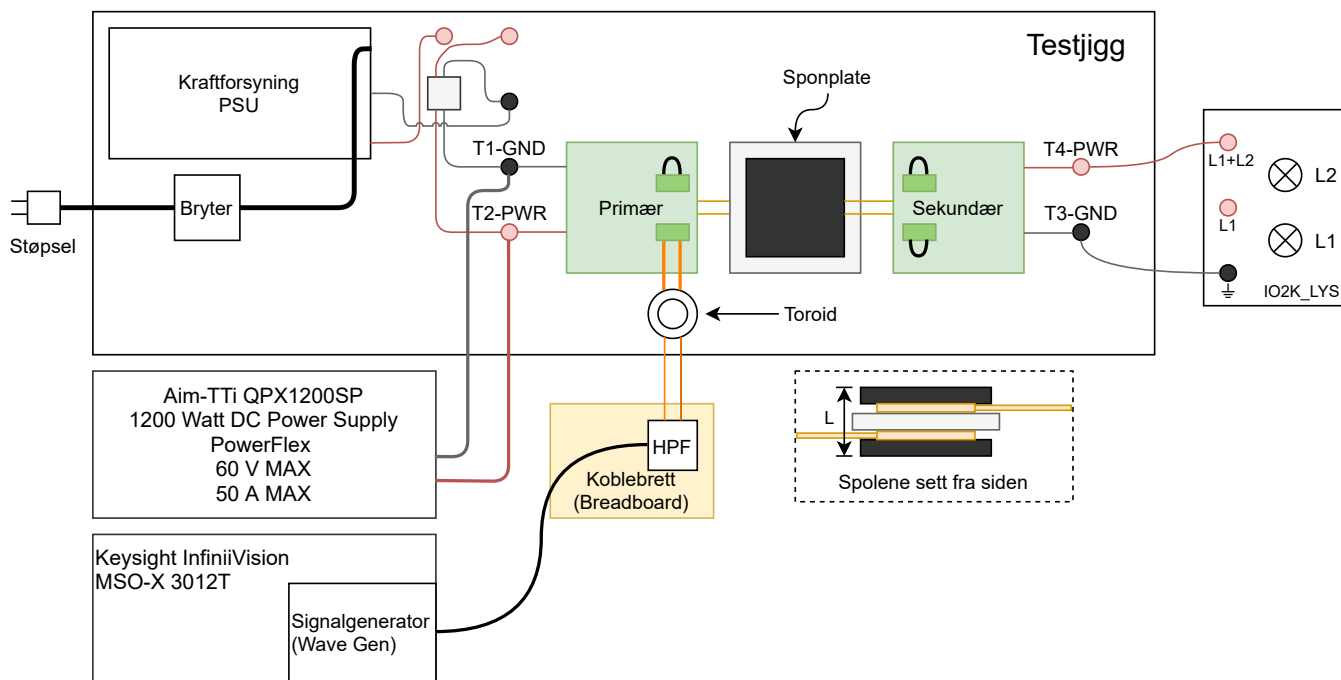 Testjigg
Kraftforsyning
PSU
Sponplate
T1-GND
T4-PWR
L1+L2
L2
Bryter
Primær
Sekundær
Støpsel
T2-PWR
T3-GND
L1
L1
IO2K_LYS
Toroid
Aim-TTi QPX1200SP
1200 Watt DC Power Supply
PowerFlex
60 V MAX
50 A MAX
HPF
Koblebrett
(Breadboard)
L
Spolene sett fra siden
Keysight InfiniiVision
MSO-X 3012T
Signalgenerator
(Wave Gen)